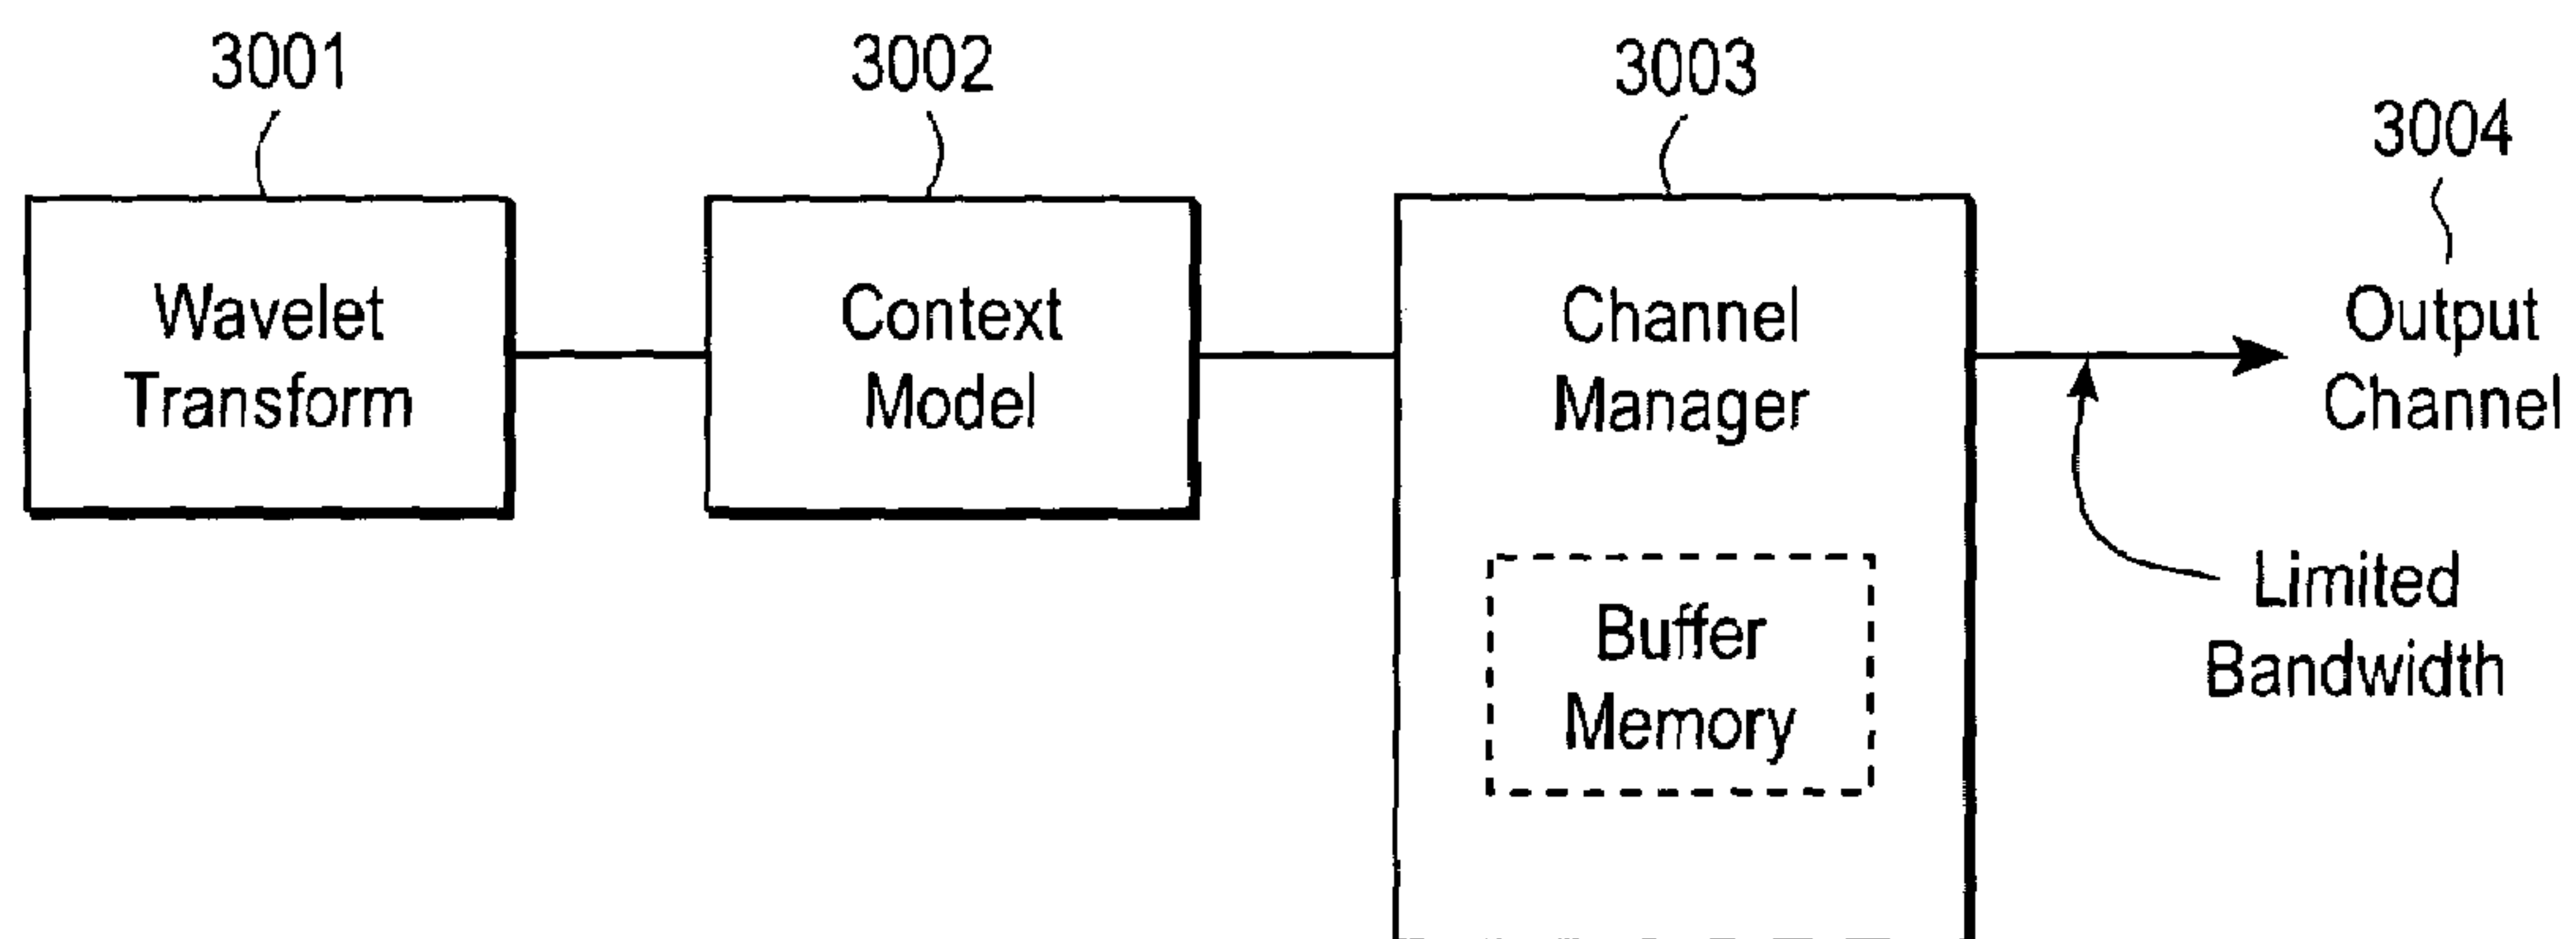 3001
3002
3003
3004
Wavelet
Transform
Context
Model
Channel
Manager
Buffer
Memory
Output
Channel
Limited
Bandwidth